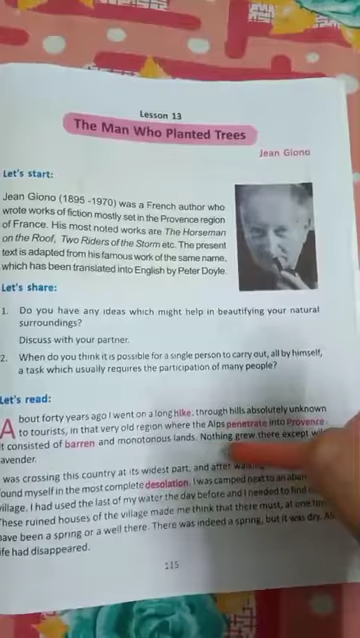 Lesson 13
The Man Who Planted Trees
Jean Giono
Let's start:
Jean Giono (1895 -1970) was a French author who
wrote works of fiction mostly set in the Provence region
of France. His most noted works are The Horseman
on the Roof, Two Riders of the Storm etc. The present
text is adapted from his famous work of the same name,
which has been translated into English by Peter Doyle.
Let's share:
1. Do you have any ideas which might help in beautifying your natural
surroundings?
Discuss with your partner.
2. When do you think it is possible for a single person to carry out, all by himself,
a task which usually requires the participation of many people?
Let's read:
About forty years ago I went on a long hike, through hills absolutely unknown
to tourists, in that very old region where the Alps penetrate into Provence.
t consisted of barren and monotonous lands. Nothing grew there except
avender.
was crossing this country at its widest part, and after
ound myself in the most complete desolation. I was camped next to an
village. I had used the last of my water the day before and I needed to find
hese ruined houses of the village made me think that there must, at one
have been a spring or a well there. There was indeed a spring, but it was dry.
ife had disappeared.
115